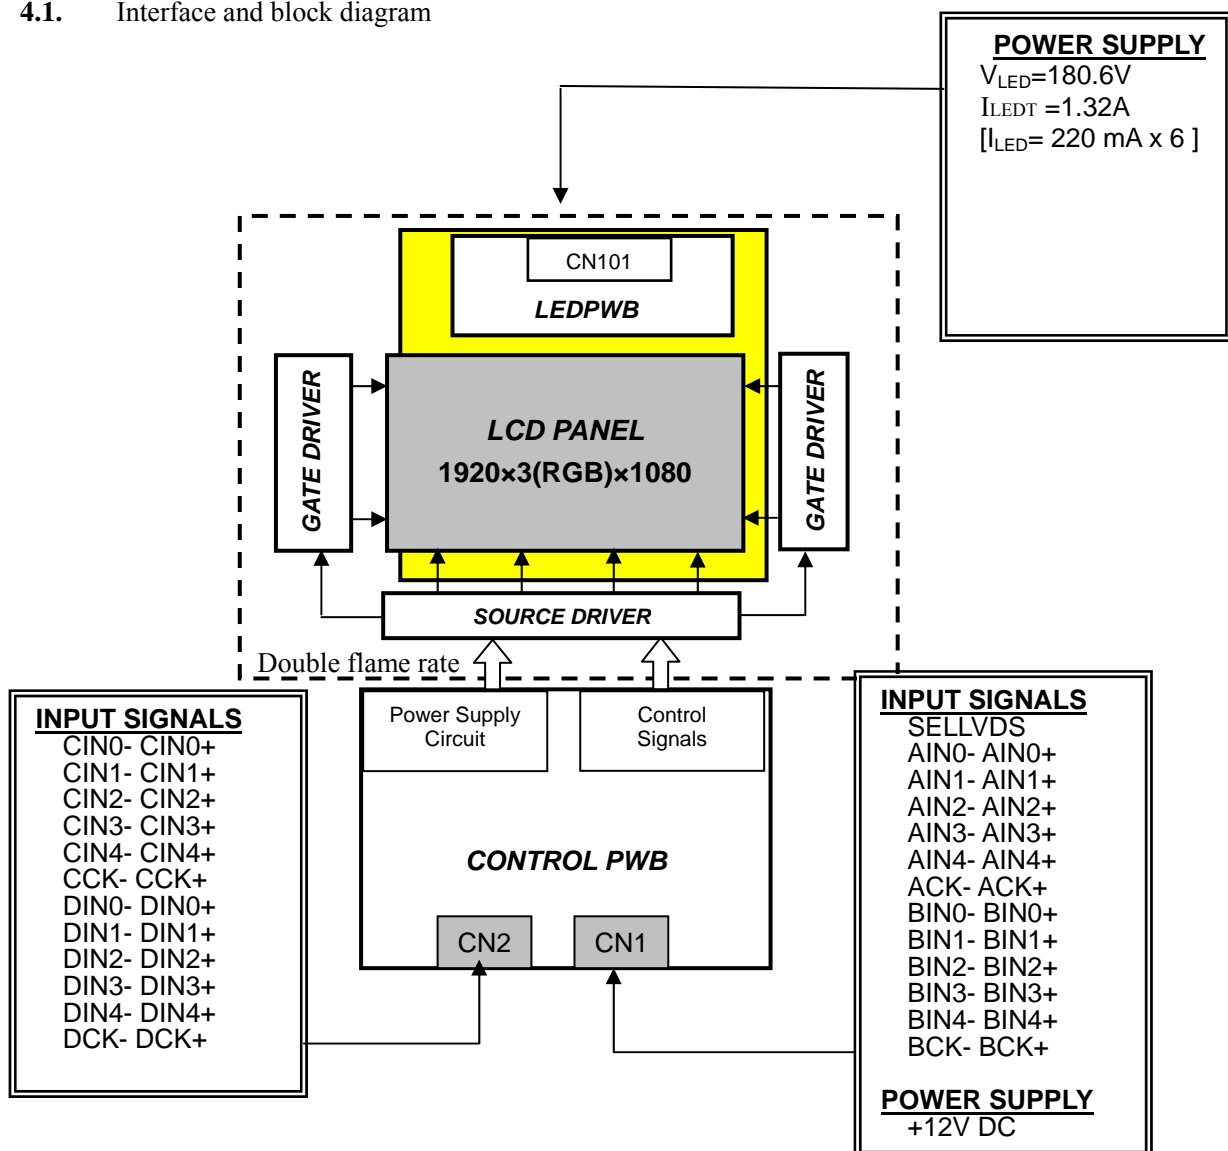 4.1. Interface and block diagram
POWER SUPPLY
VLED=180.6V
ILEDT =1.32A
[ILED= 220 mA x 6 ]
CN101
LEDPWB
GATE DRIVER
LCD PANEL
1920×3(RGB)×1080
GATE DRIVER
SOURCE DRIVER
Double flame rate
INPUT SIGNALS
CIN0- CIN0+
CIN1- CIN1+
CIN2- CIN2+
CIN3- CIN3+
CIN4- CIN4+
CCK- CCK+
DIN0- DIN0+
DIN1- DIN1+
DIN2- DIN2+
DIN3- DIN3+
DIN4- DIN4+
DCK- DCK+
Power Supply
Circuit
Control
Signals
CONTROL PWB
CN2
CN1
INPUT SIGNALS
SELLVDS
AIN0- AIN0+
AIN1- AIN1+
AIN2- AIN2+
AIN3- AIN3+
AIN4- AIN4+
ACK- ACK+
BIN0- BIN0+
BIN1- BIN1+
BIN2- BIN2+
BIN3- BIN3+
BIN4- BIN4+
BCK- BCK+
POWER SUPPLY
+12V DC